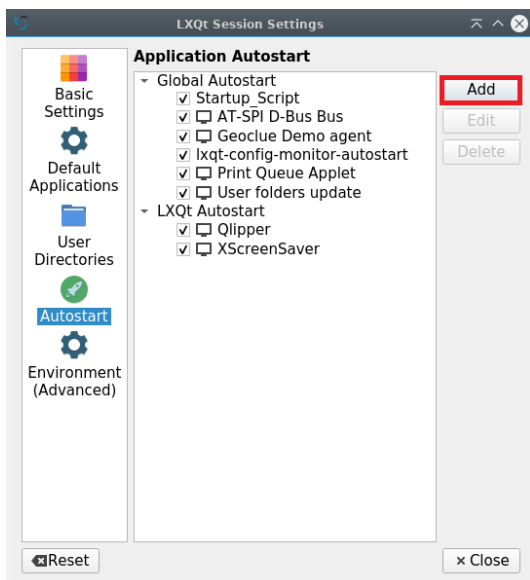 LXQt Session Settings
Basic
Settings
Default
Applications
User
Directories
Autostart
Environment
(Advanced)
Application Autostart
Global Autostart
Startup_Script
AT-SPI D-Bus Bus
Geoclue Demo agent
lxqt-config-monitor-autostart
Print Queue Applet
User folders update
LXQt Autostart
Qlipper
XScreenSaver
Add
Edit
Delete
Reset
Close